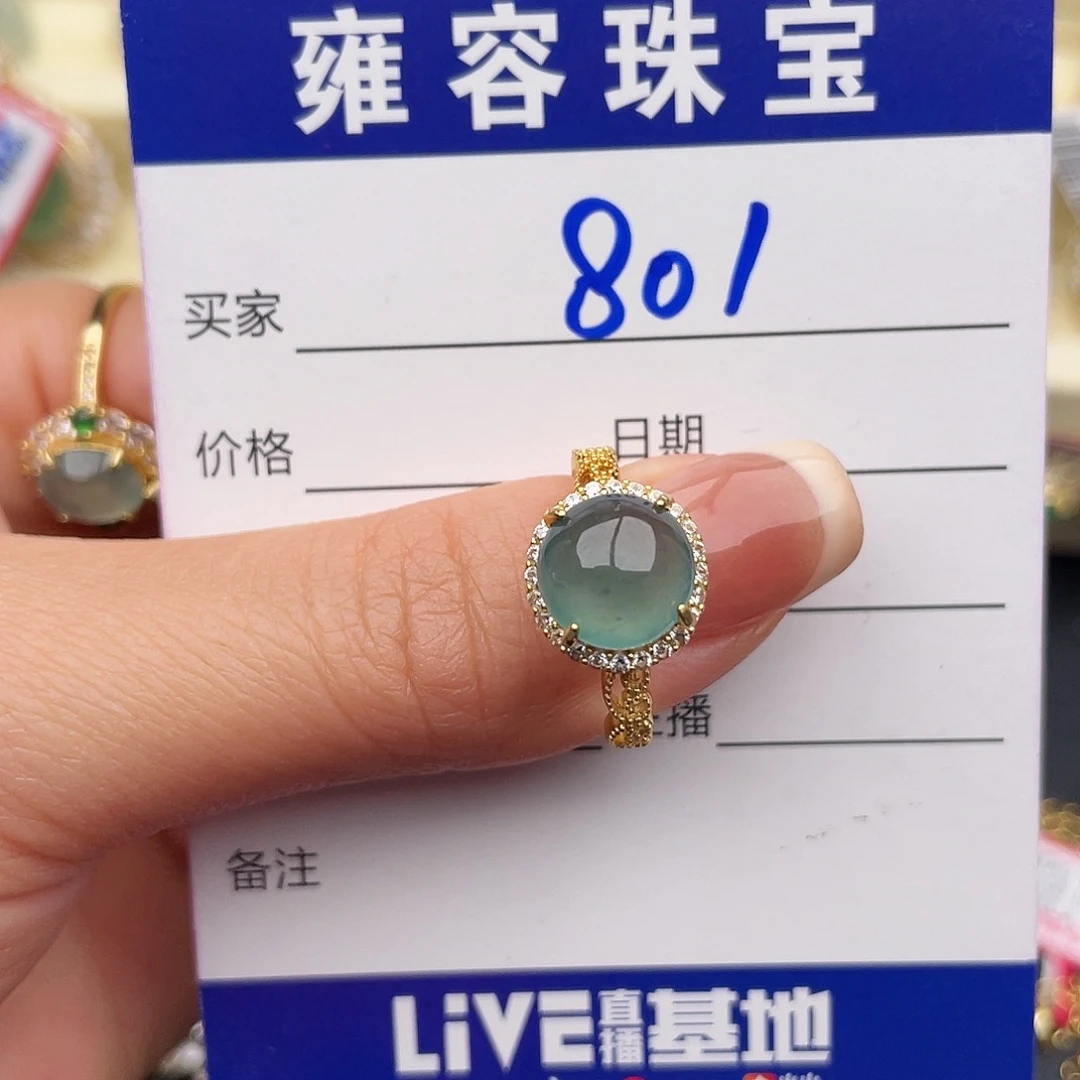 雍容珠宝
买家 801
价格 日期
播
备注
LiVE直播基地